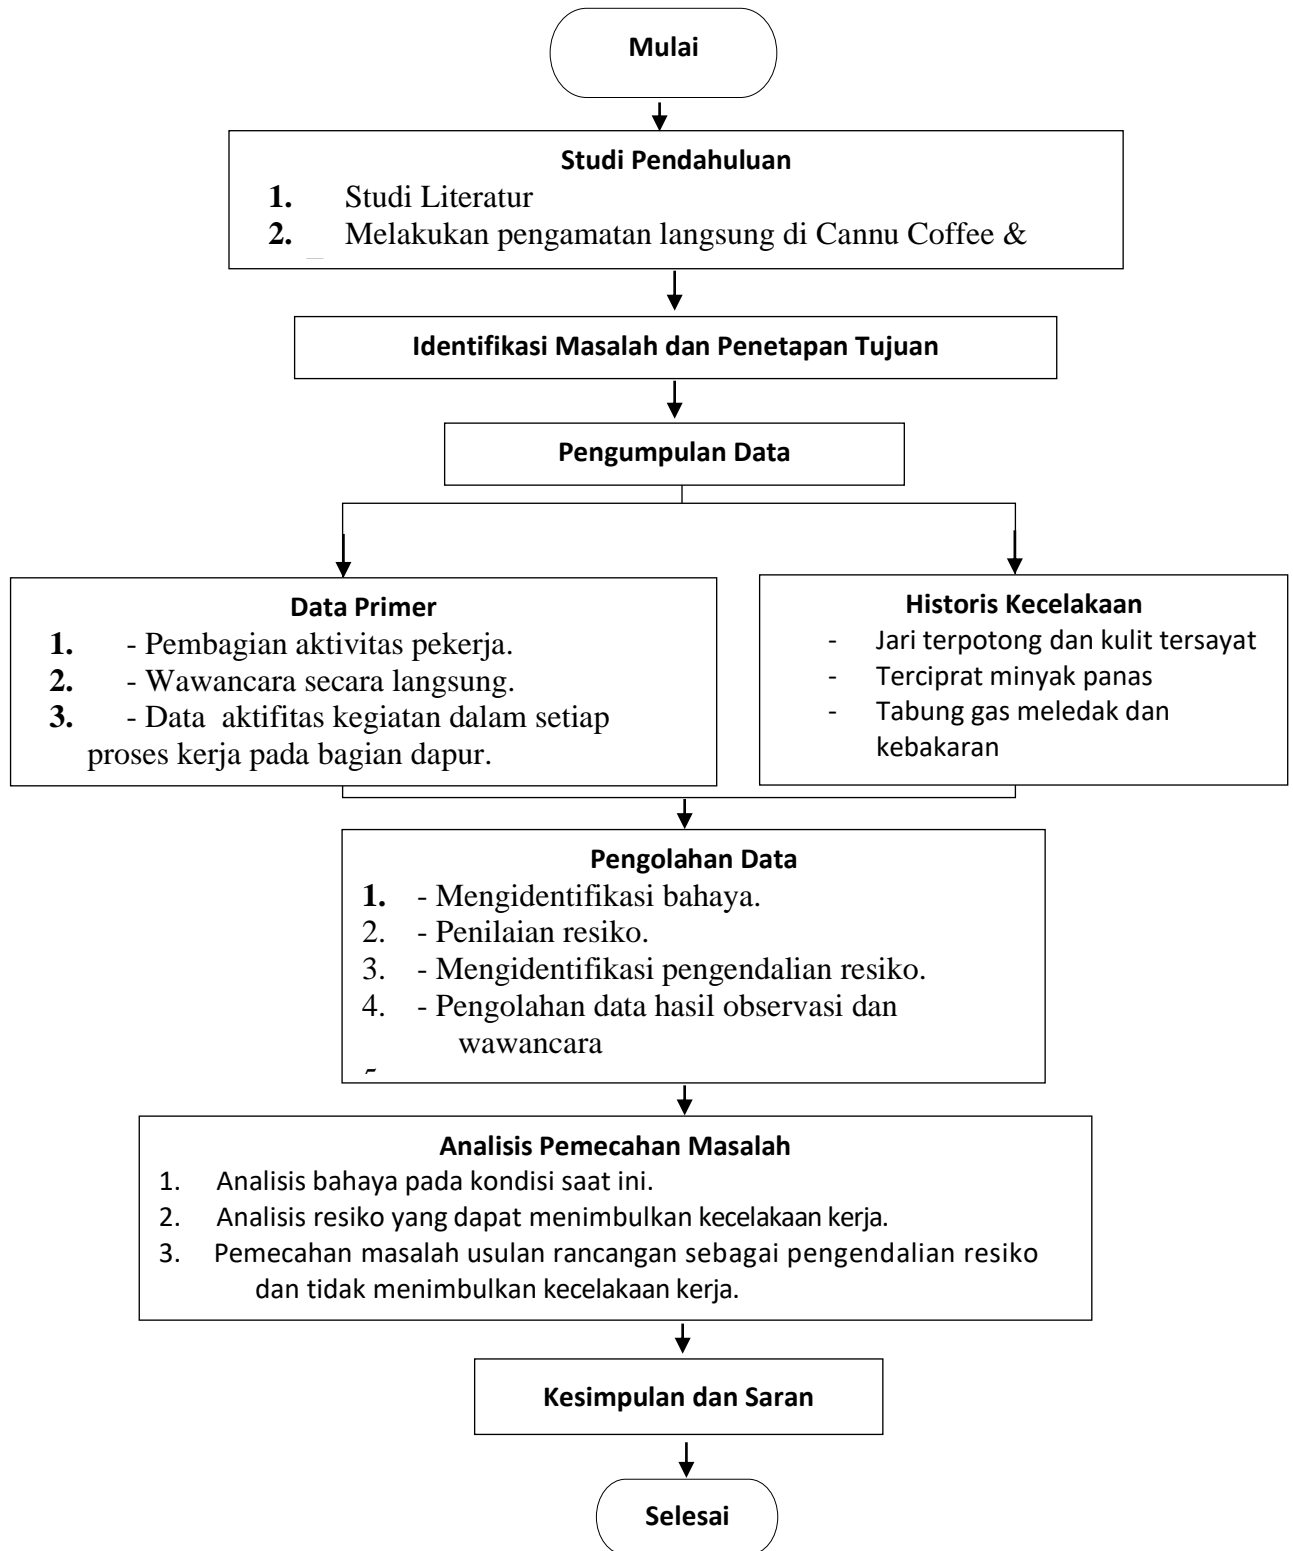 Mulai
Studi Pendahuluan
1. Studi Literatur
2. Melakukan pengamatan langsung di Cannu Coffee &
Identifikasi Masalah dan Penetapan Tujuan
Pengumpulan Data
Data Primer
1. - Pembagian aktivitas pekerja.
2. - Wawancara secara langsung.
3. - Data aktifitas kegiatan dalam setiap
proses kerja pada bagian dapur.
Historis Kecelakaan
- Jari terpotong dan kulit tersayat
- Terciprat minyak panas
- Tabung gas meledak dan
kebakaran
Pengolahan Data
1. - Mengidentifikasi bahaya.
2. - Penilaian resiko.
3. - Mengidentifikasi pengendalian resiko.
4. - Pengolahan data hasil observasi dan
wawancara
Analisis Pemecahan Masalah
1. Analisis bahaya pada kondisi saat ini.
2. Analisis resiko yang dapat menimbulkan kecelakaan kerja.
3. Pemecahan masalah usulan rancangan sebagai pengendalian resiko
dan tidak menimbulkan kecelakaan kerja.
Kesimpulan dan Saran
Selesai